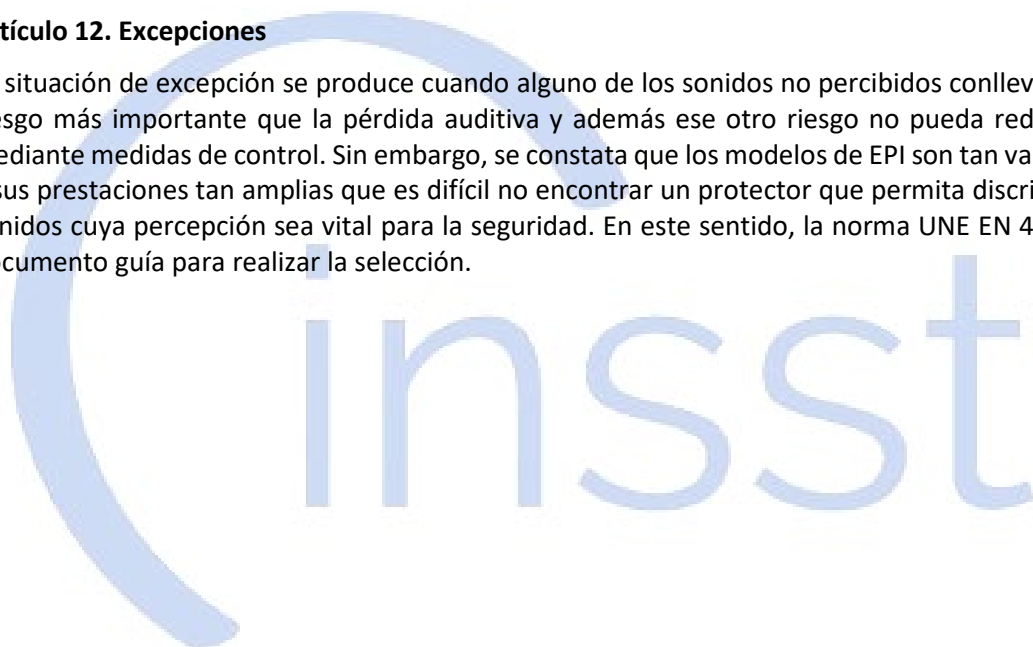 tículo 12. Excepciones
situación de excepción se produce cuando alguno de los sonidos no percibidos conllev
esgo más importante que la pérdida auditiva y además ese otro riesgo no pueda red
ediante medidas de control. Sin embargo, se constata que los modelos de EPI son tan va
sus prestaciones tan amplias que es difícil no encontrar un protector que permita discri
nidos cuya percepción sea vital para la seguridad. En este sentido, la norma UNE EN 4
ocumento guía para realizar la selección.
insst